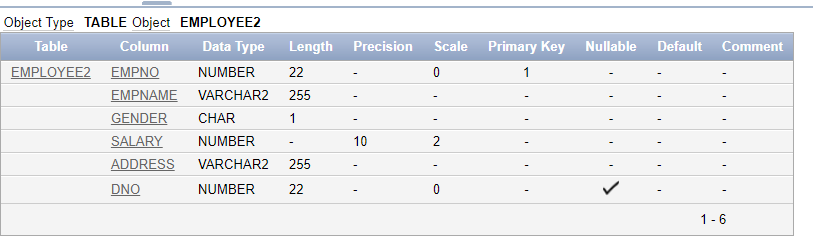 Object Type TABLE Object EMPLOYEE2
Table Column Data Type Length Precision Scale Primary Key Nullable Default Comment
EMPLOYEE2 EMPNO NUMBER 22 - 0 1 - - -
EMPNAME VARCHAR2 255 - - - - - -
GENDER CHAR 1 - - - - - -
SALARY NUMBER - 10 2 - - - -
ADDRESS VARCHAR2 255 - - - - - -
DNO NUMBER 22 - 0 - ✓ - -
1 - 6